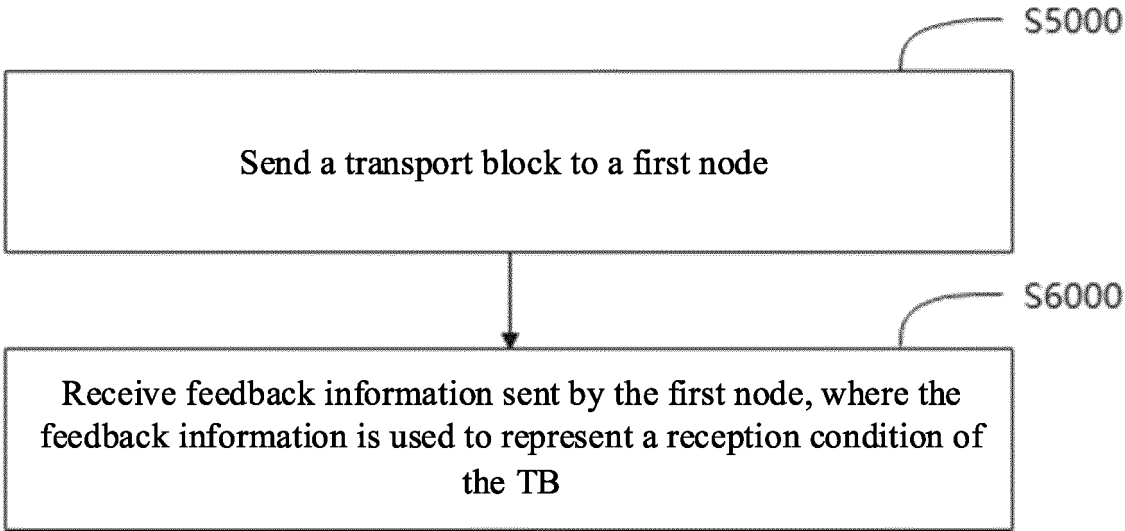 S5000
Send a transport block to a first node
S6000
Receive feedback information sent by the first node, where the
feedback information is used to represent a reception condition of
the TB